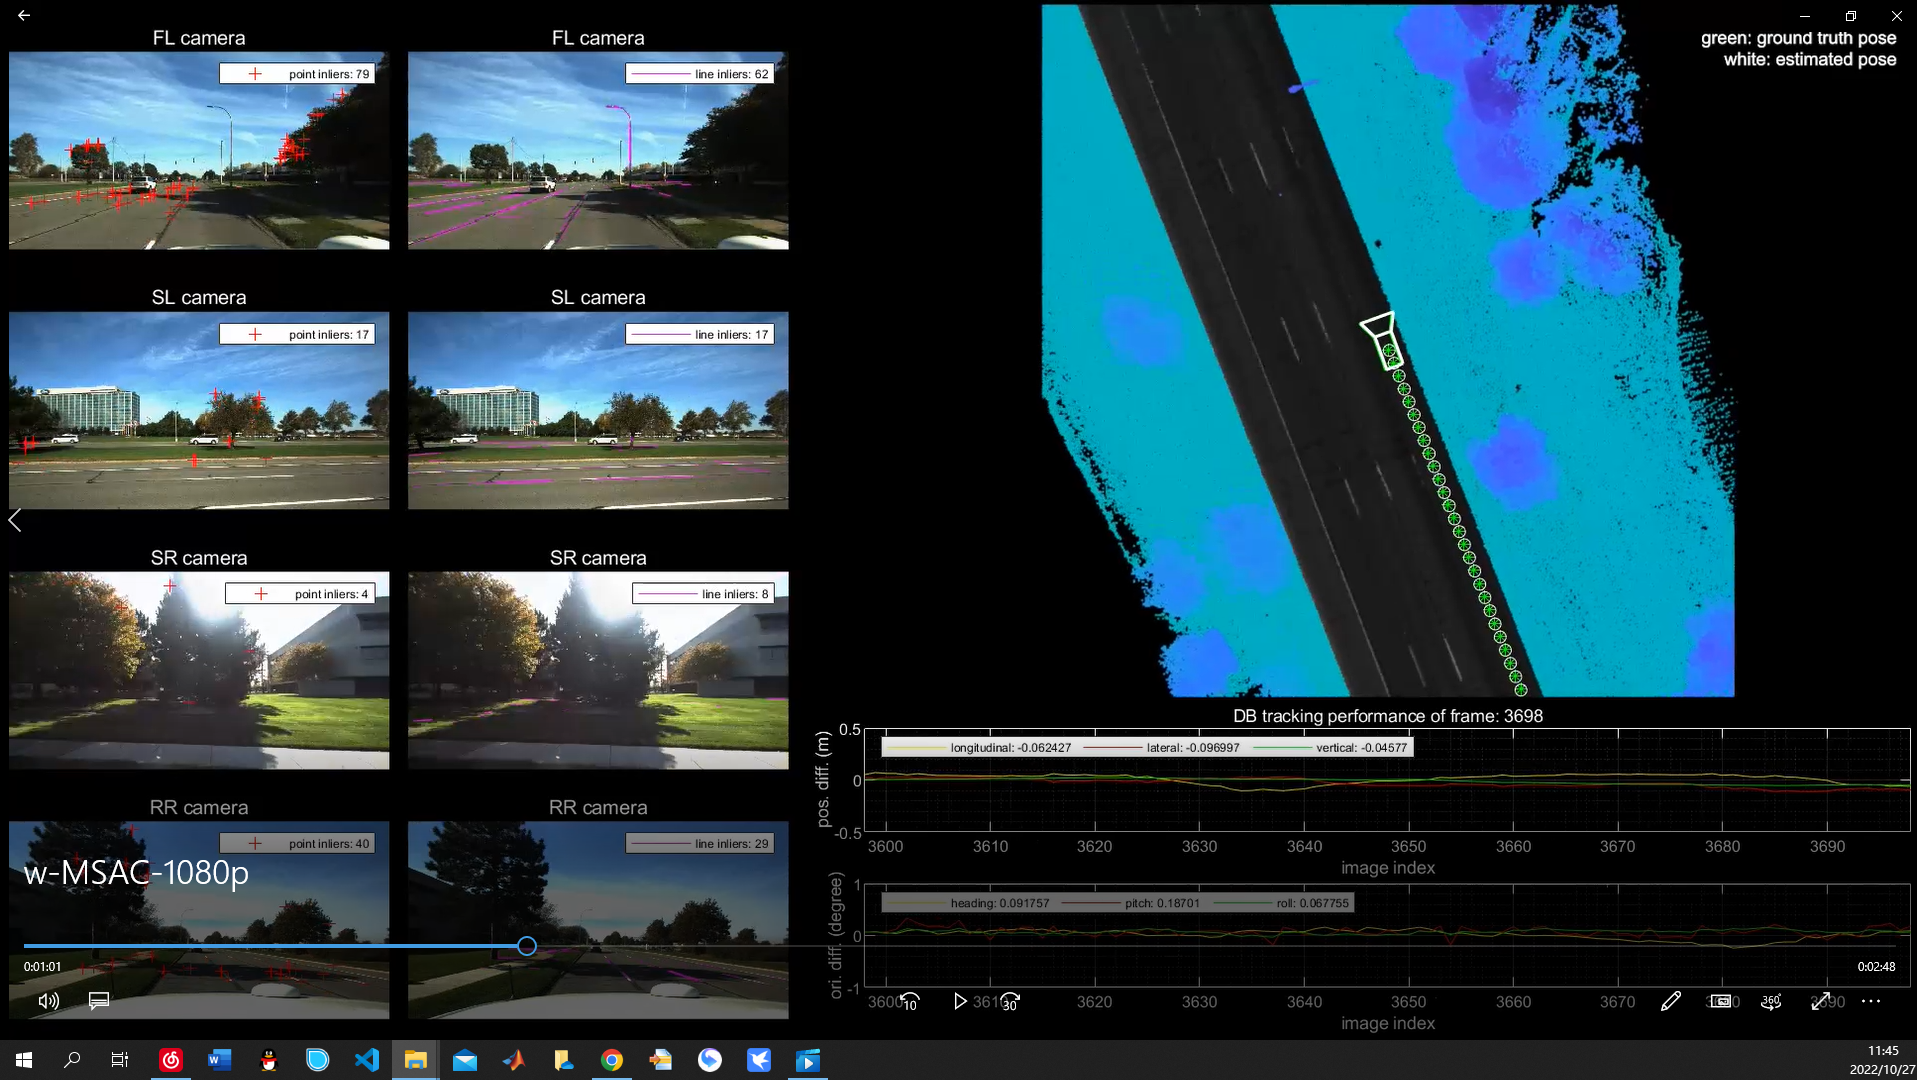 green: ground truth pose
white: estimated pose
FL camera
FL camera
point inliers: 79
line inliers: 62
SL camera
SL camera
point inliers: 17
line inliers: 17
SR camera
SR camera
point inliers: 4
line inliers: 8
RR camera
RR camera
point inliers: 40
line inliers: 29
w-MSAC-1080p
DB tracking performance of frame: 3698
longitudinal: -0.062427 lateral: -0.096997 vertical: -0.04577
pos. diff. (m)
0.5
0
-0.5
3600 3610 3620 3630 3640 3650 3660 3670 3680 3690
image index
heading: 0.091757 pitch: 0.18701 roll: 0.067755
ori. diff. (degree)
1
0
-1
3600 3610 3620 3630 3640 3650 3660 3670 3680 3690
image index
0:01:01
0:02:48
10
30
360
11:45
2022/10/27